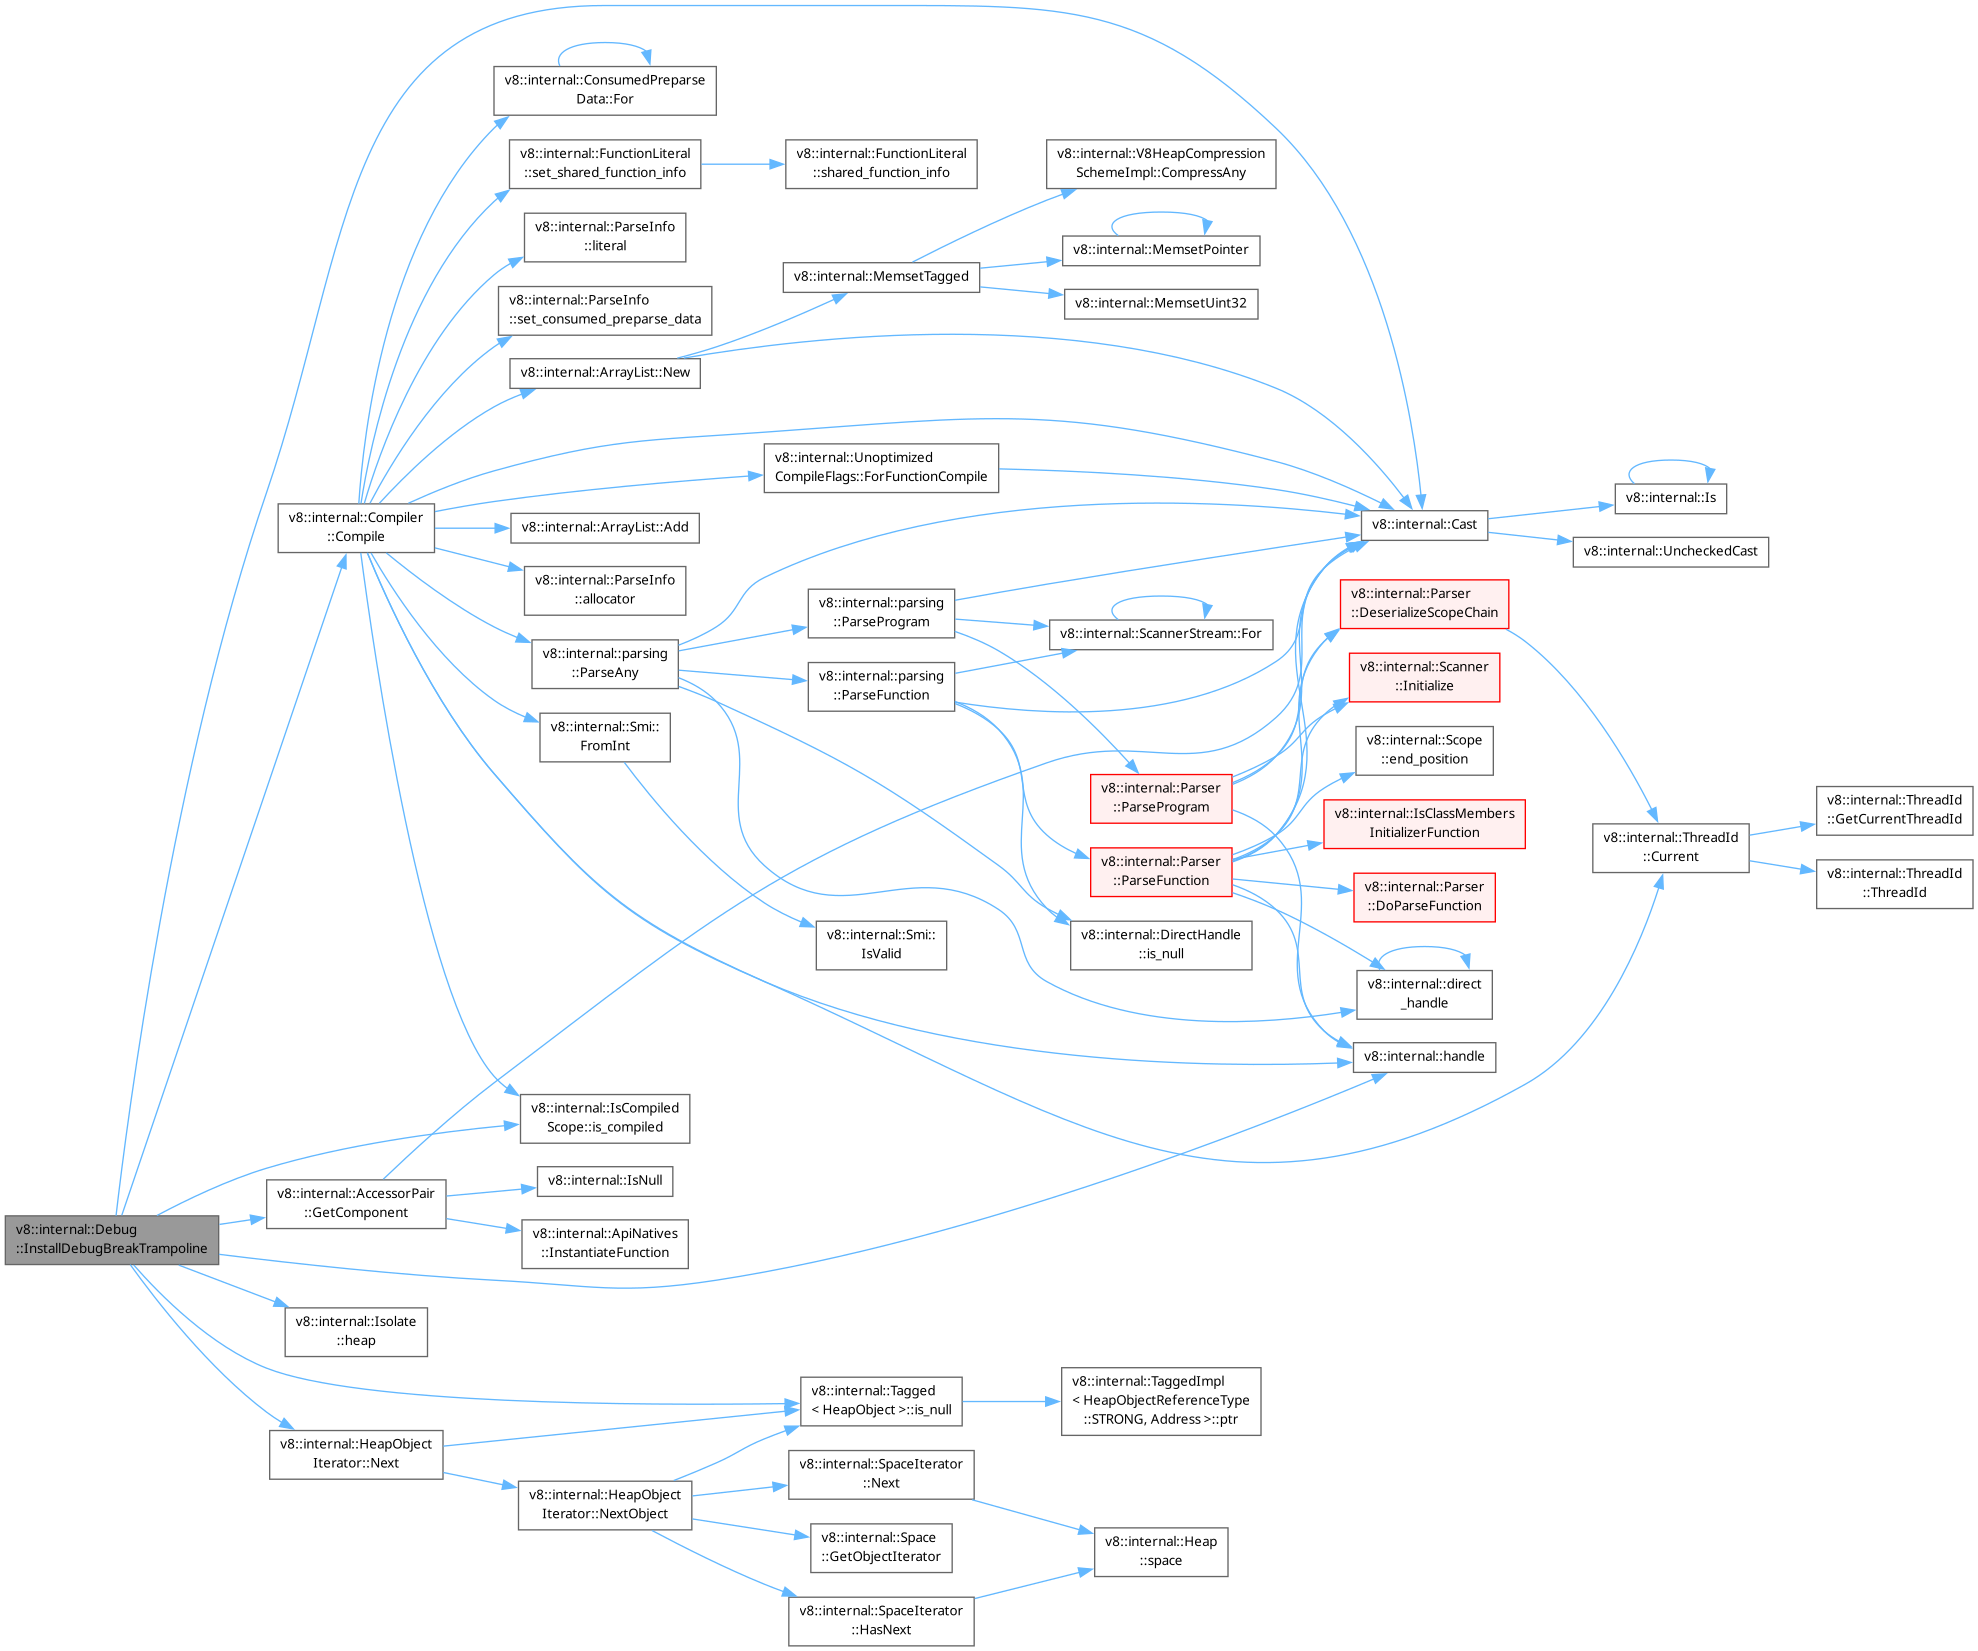 v8::internal::ConsumedPreparse
Data::For
v8::internal::FunctionLiteral
::set_shared_function_info
v8::internal::FunctionLiteral
::shared_function_info
v8::internal::V8HeapCompression
SchemeImpl::CompressAny
v8::internal::ParseInfo
::literal
v8::internal::MemsetPointer
v8::internal::MemsetTagged
v8::internal::MemsetUint32
v8::internal::ParseInfo
::set_consumed_preparse_data
v8::internal::ArrayList::New
v8::internal::Unoptimized
CompileFlags::ForFunctionCompile
v8::internal::Is
v8::internal::Compiler
::Compile
v8::internal::ArrayList::Add
v8::internal::Cast
v8::internal::UncheckedCast
v8::internal::ParseInfo
::allocator
v8::internal::parsing
::ParseProgram
v8::internal::Parser
::DeserializeScopeChain
v8::internal::ScannerStream::For
v8::internal::parsing
::ParseAny
v8::internal::parsing
::ParseFunction
v8::internal::Scanner
::Initialize
v8::internal::Smi::
FromInt
v8::internal::Scope
::end_position
v8::internal::Parser
::ParseProgram
v8::internal::ThreadId
::GetCurrentThreadId
v8::internal::IsClassMembers
InitializerFunction
v8::internal::ThreadId
::Current
v8::internal::Parser
::ParseFunction
v8::internal::ThreadId
::ThreadId
v8::internal::Parser
::DoParseFunction
v8::internal::Smi::
IsValid
v8::internal::DirectHandle
::is_null
v8::internal::direct
_handle
v8::internal::handle
v8::internal::IsCompiled
Scope::is_compiled
v8::internal::IsNull
v8::internal::AccessorPair
::GetComponent
v8::internal::Debug
::InstallDebugBreakTrampoline
v8::internal::ApiNatives
::InstantiateFunction
v8::internal::Isolate
::heap
v8::internal::Tagged
< HeapObject >::is_null
v8::internal::TaggedImpl
< HeapObjectReferenceType
::STRONG, Address >::ptr
v8::internal::HeapObject
Iterator::Next
v8::internal::SpaceIterator
::Next
v8::internal::HeapObject
Iterator::NextObject
v8::internal::Space
::GetObjectIterator
v8::internal::Heap
::space
v8::internal::SpaceIterator
::HasNext